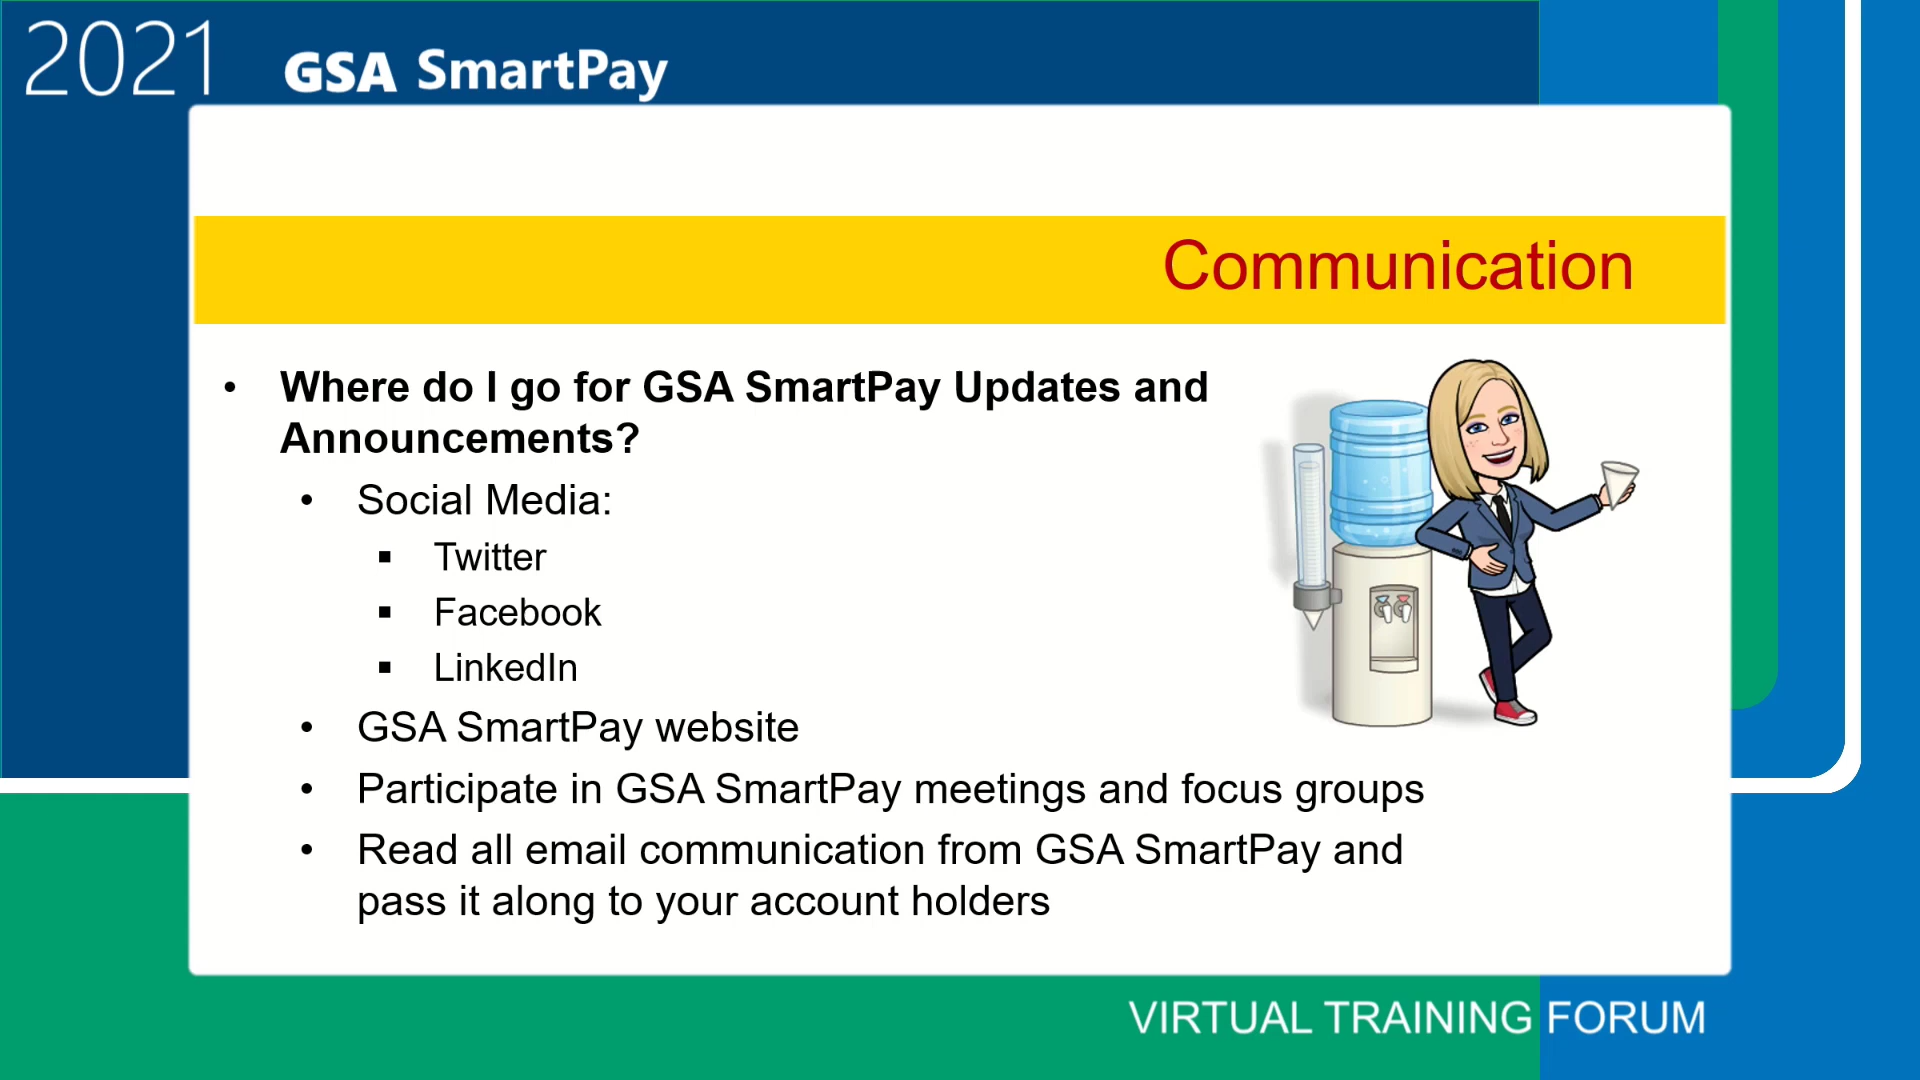 2021
GSA SmartPay
Communication
• Where do I go for GSA SmartPay Updates and
Announcements?
• Social Media:
▪ Twitter
▪ Facebook
▪ LinkedIn
• GSA SmartPay website
• Participate in GSA SmartPay meetings and focus groups
• Read all email communication from GSA SmartPay and
pass it along to your account holders
VIRTUAL TRAINING FORUM